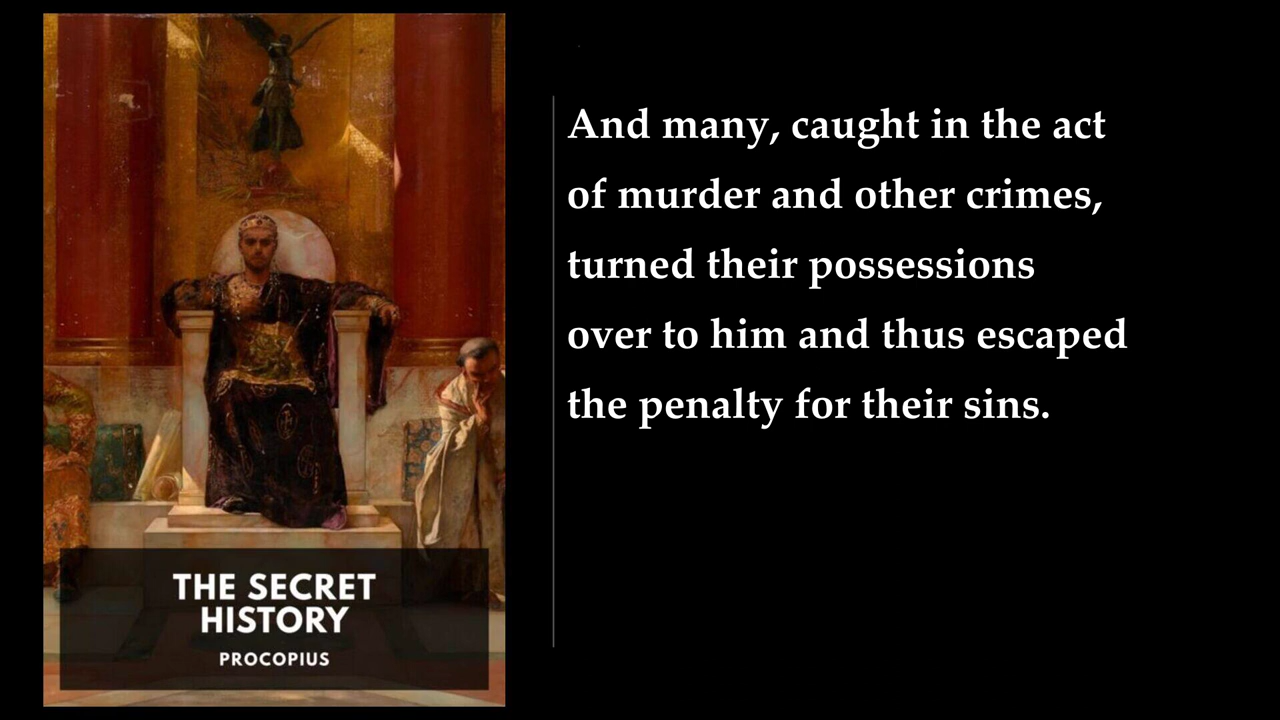 THE SECRET
HISTORY
PROCOPIUS
And many, caught in the act
of murder and other crimes,
turned their possessions
over to him and thus escaped
the penalty for their sins.